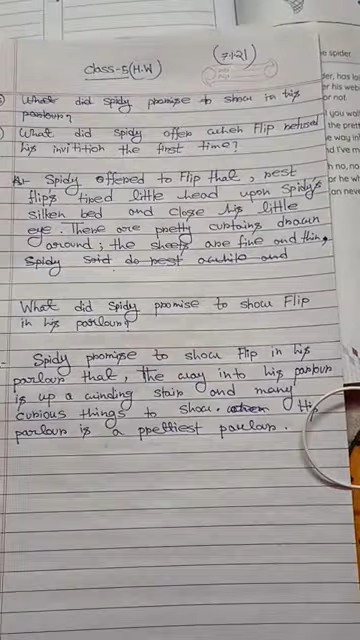 Class-5(H.W)
(7.1.21)
What did spidy promise to show in his
parlour?
What did spidy offer when Flip refused
his invitition the first time?
A- Spidy offered to Flip that, rest
flip's tired little head upon Spidy's
silken bed and close his little
eye. There are pretty curtains drawn
around; the sheets are fine and thin,
Spidy said do rest awhile and
What did spidy promise to show Flip
in his parlour?
Spidy promise to show Flip in his
parlour that, The way into his parlour
is up a winding stair and many
curious things to show. when His
parlour is a prettiest parlour.
e spider.
or not